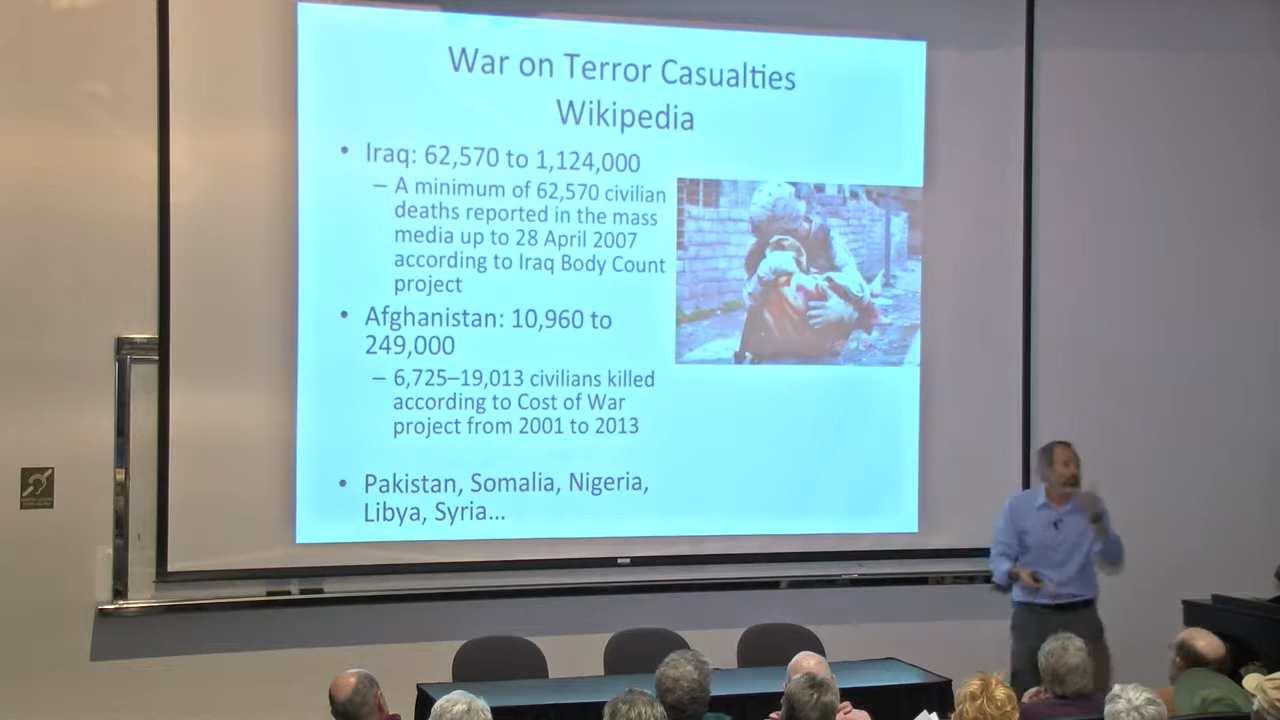 War on Terror Casualties
Wikipedia
• Iraq: 62,570 to 1,124,000
– A minimum of 62,570 civilian
deaths reported in the mass
media up to 28 April 2007
according to Iraq Body Count
project
• Afghanistan: 10,960 to
249,000
– 6,725–19,013 civilians killed
according to Cost of War
project from 2001 to 2013
• Pakistan, Somalia, Nigeria,
Libya, Syria...